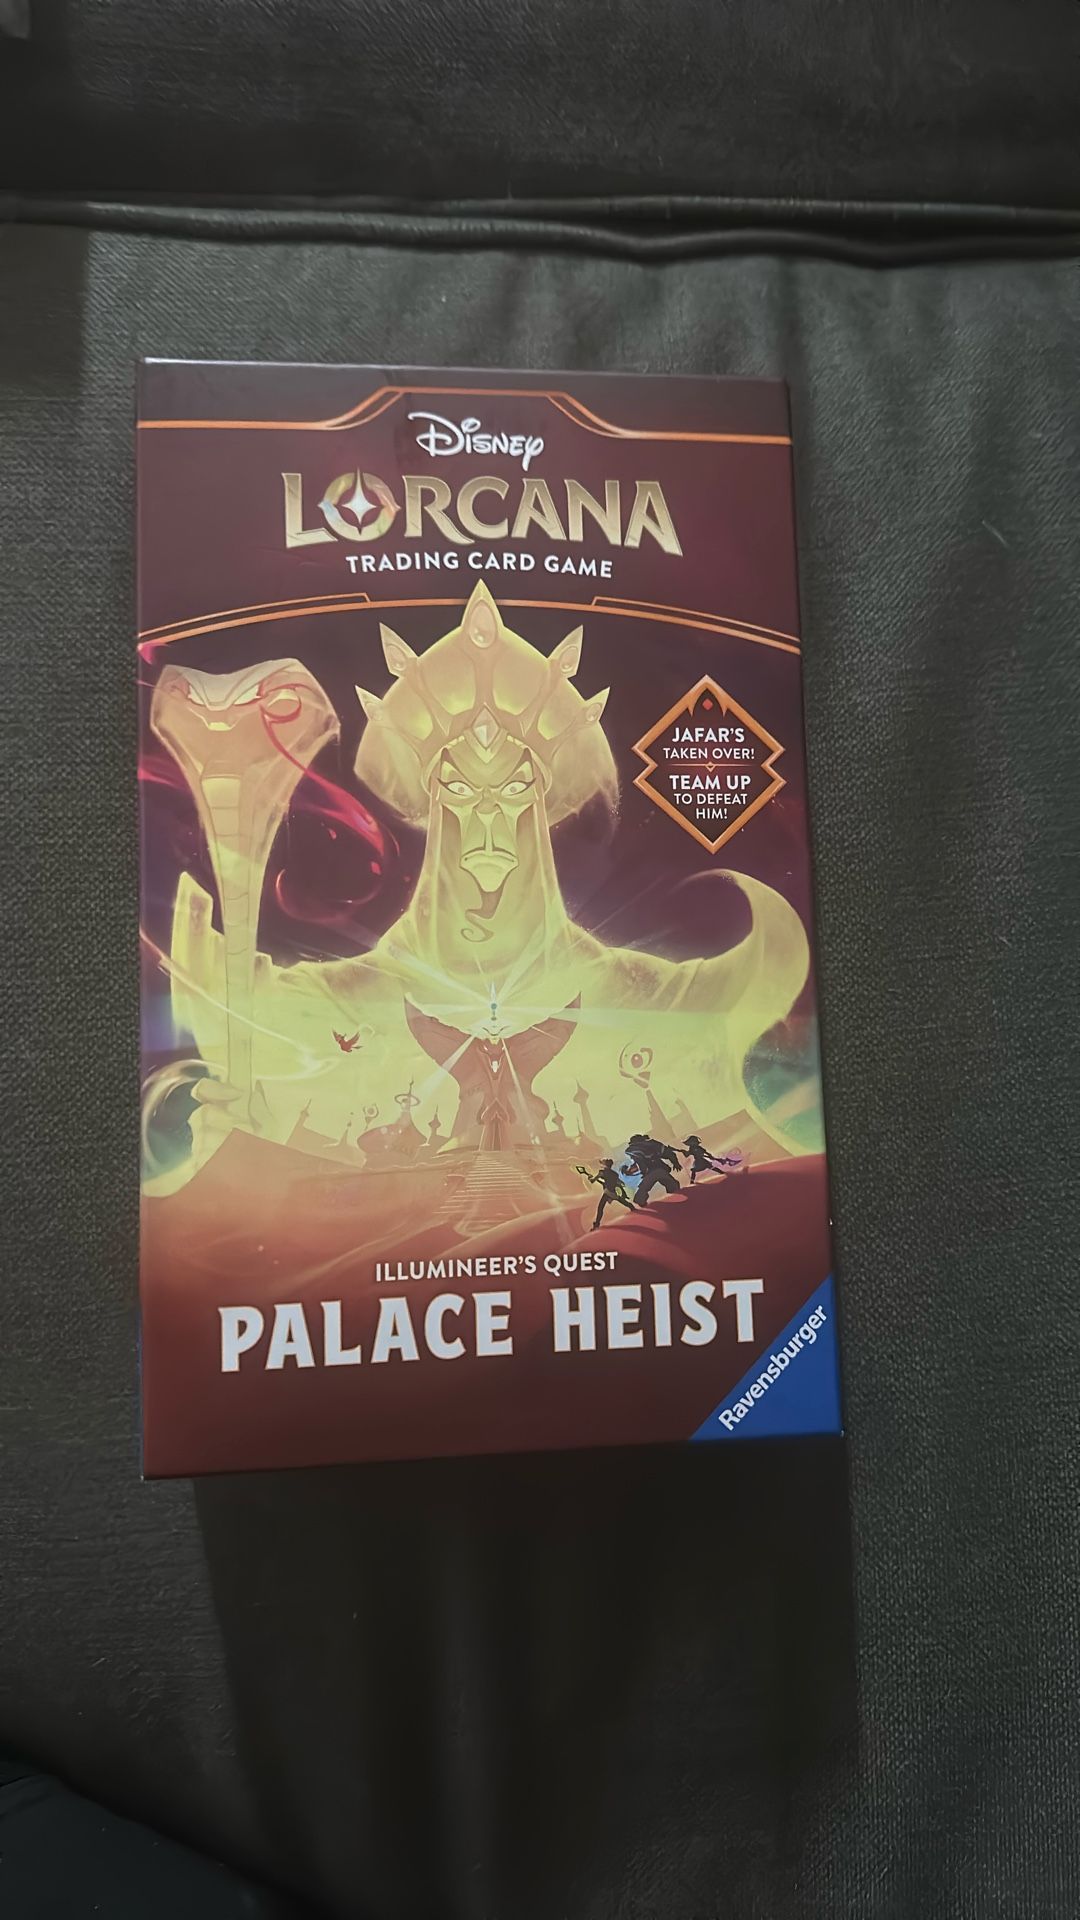 Disney
LORCANA
TRADING CARD GAME
JAFAR'S
TAKEN OVER!
TEAM UP
TO DEFEAT
HIM!
ILLUMINEER'S QUEST
PALACE HEIST
Ravensburger